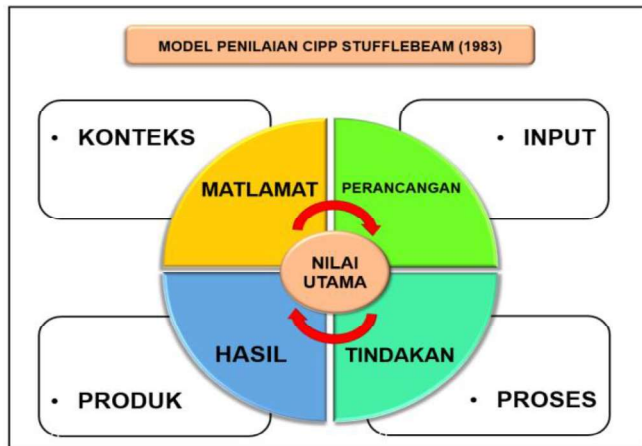 MODEL PENILAIAN CIPP STUFFLEBEAM (1983)
• KONTEKS
• INPUT
MATLAMAT
PERANCANGAN
NILAI
UTAMA
HASIL
TINDAKAN
• PRODUK
• PROSES